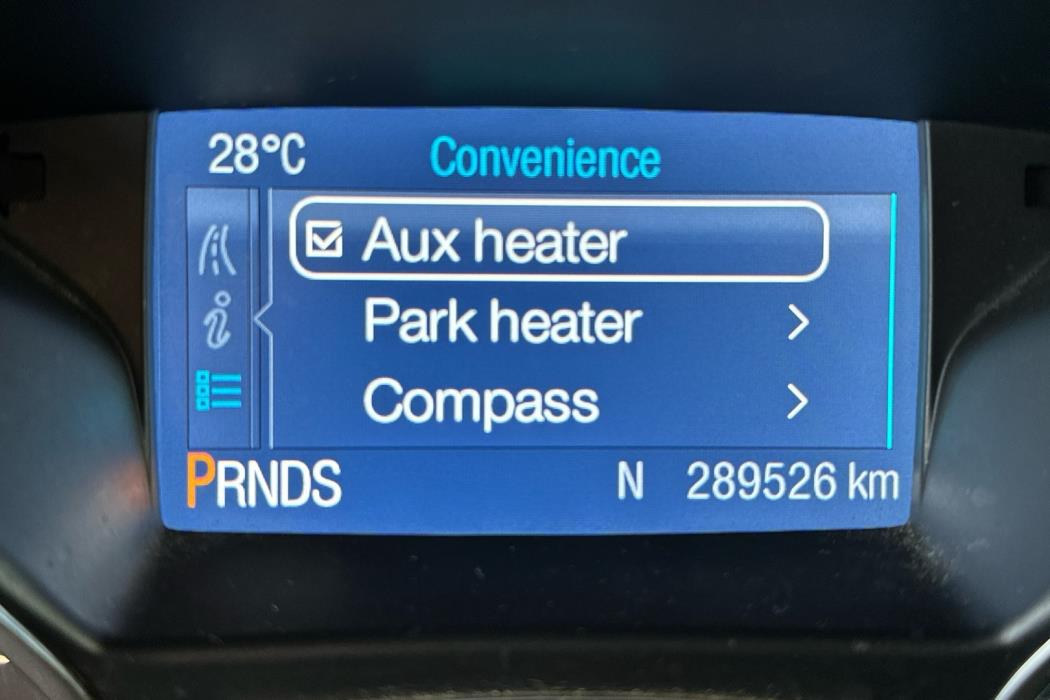 28°C Convenience
Aux heater
Park heater
Compass
PRNDS N 289526 km